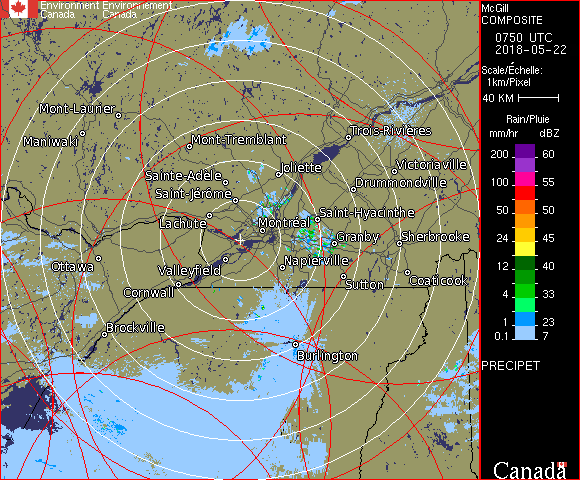 Environment Environnement
Canada Canada
Mont-Laurier
Maniwaki
Mont-Tremblant
Trois-Rivières
Joliette
Victoriaville
Sainte-Adèle
Drummondville
Saint-Jérôme
Saint-Hyacinthe
Lachute
Montréal
Granby
Sherbrooke
Ottawa
Valleyfield
Napierville
Sutton
Coaticook
Cornwall
Brockville
Burlington
McGill
COMPOSITE
0750 UTC
2018-05-22
Scale/Échelle:
1km/Pixel
40 KM
Rain/Pluie
mm/hr dBZ
200 60
100 55
50 50
24 45
12 40
4 33
1 23
0.1 7
PRECIPET
Canada